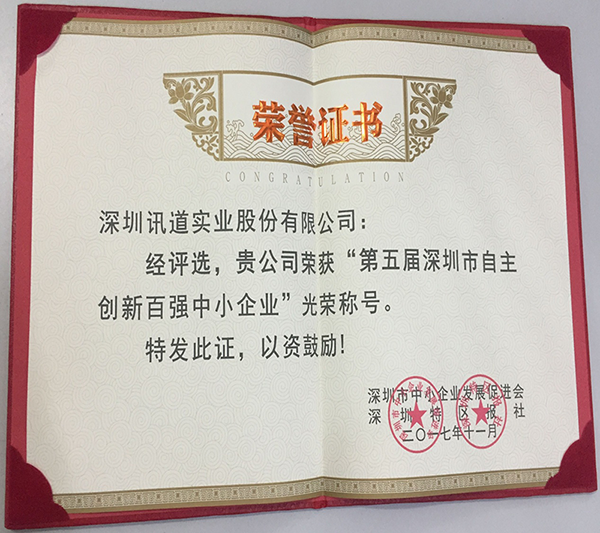 荣誉证书
CONGRATULATION
深圳讯道实业股份有限公司：
经评选，贵公司荣获“第五届深圳市自主
创新百强中小企业”光荣称号。
特发此证，以资鼓励！
深圳市中小企业发展促进会
深圳特区报社
二〇一七年十一月